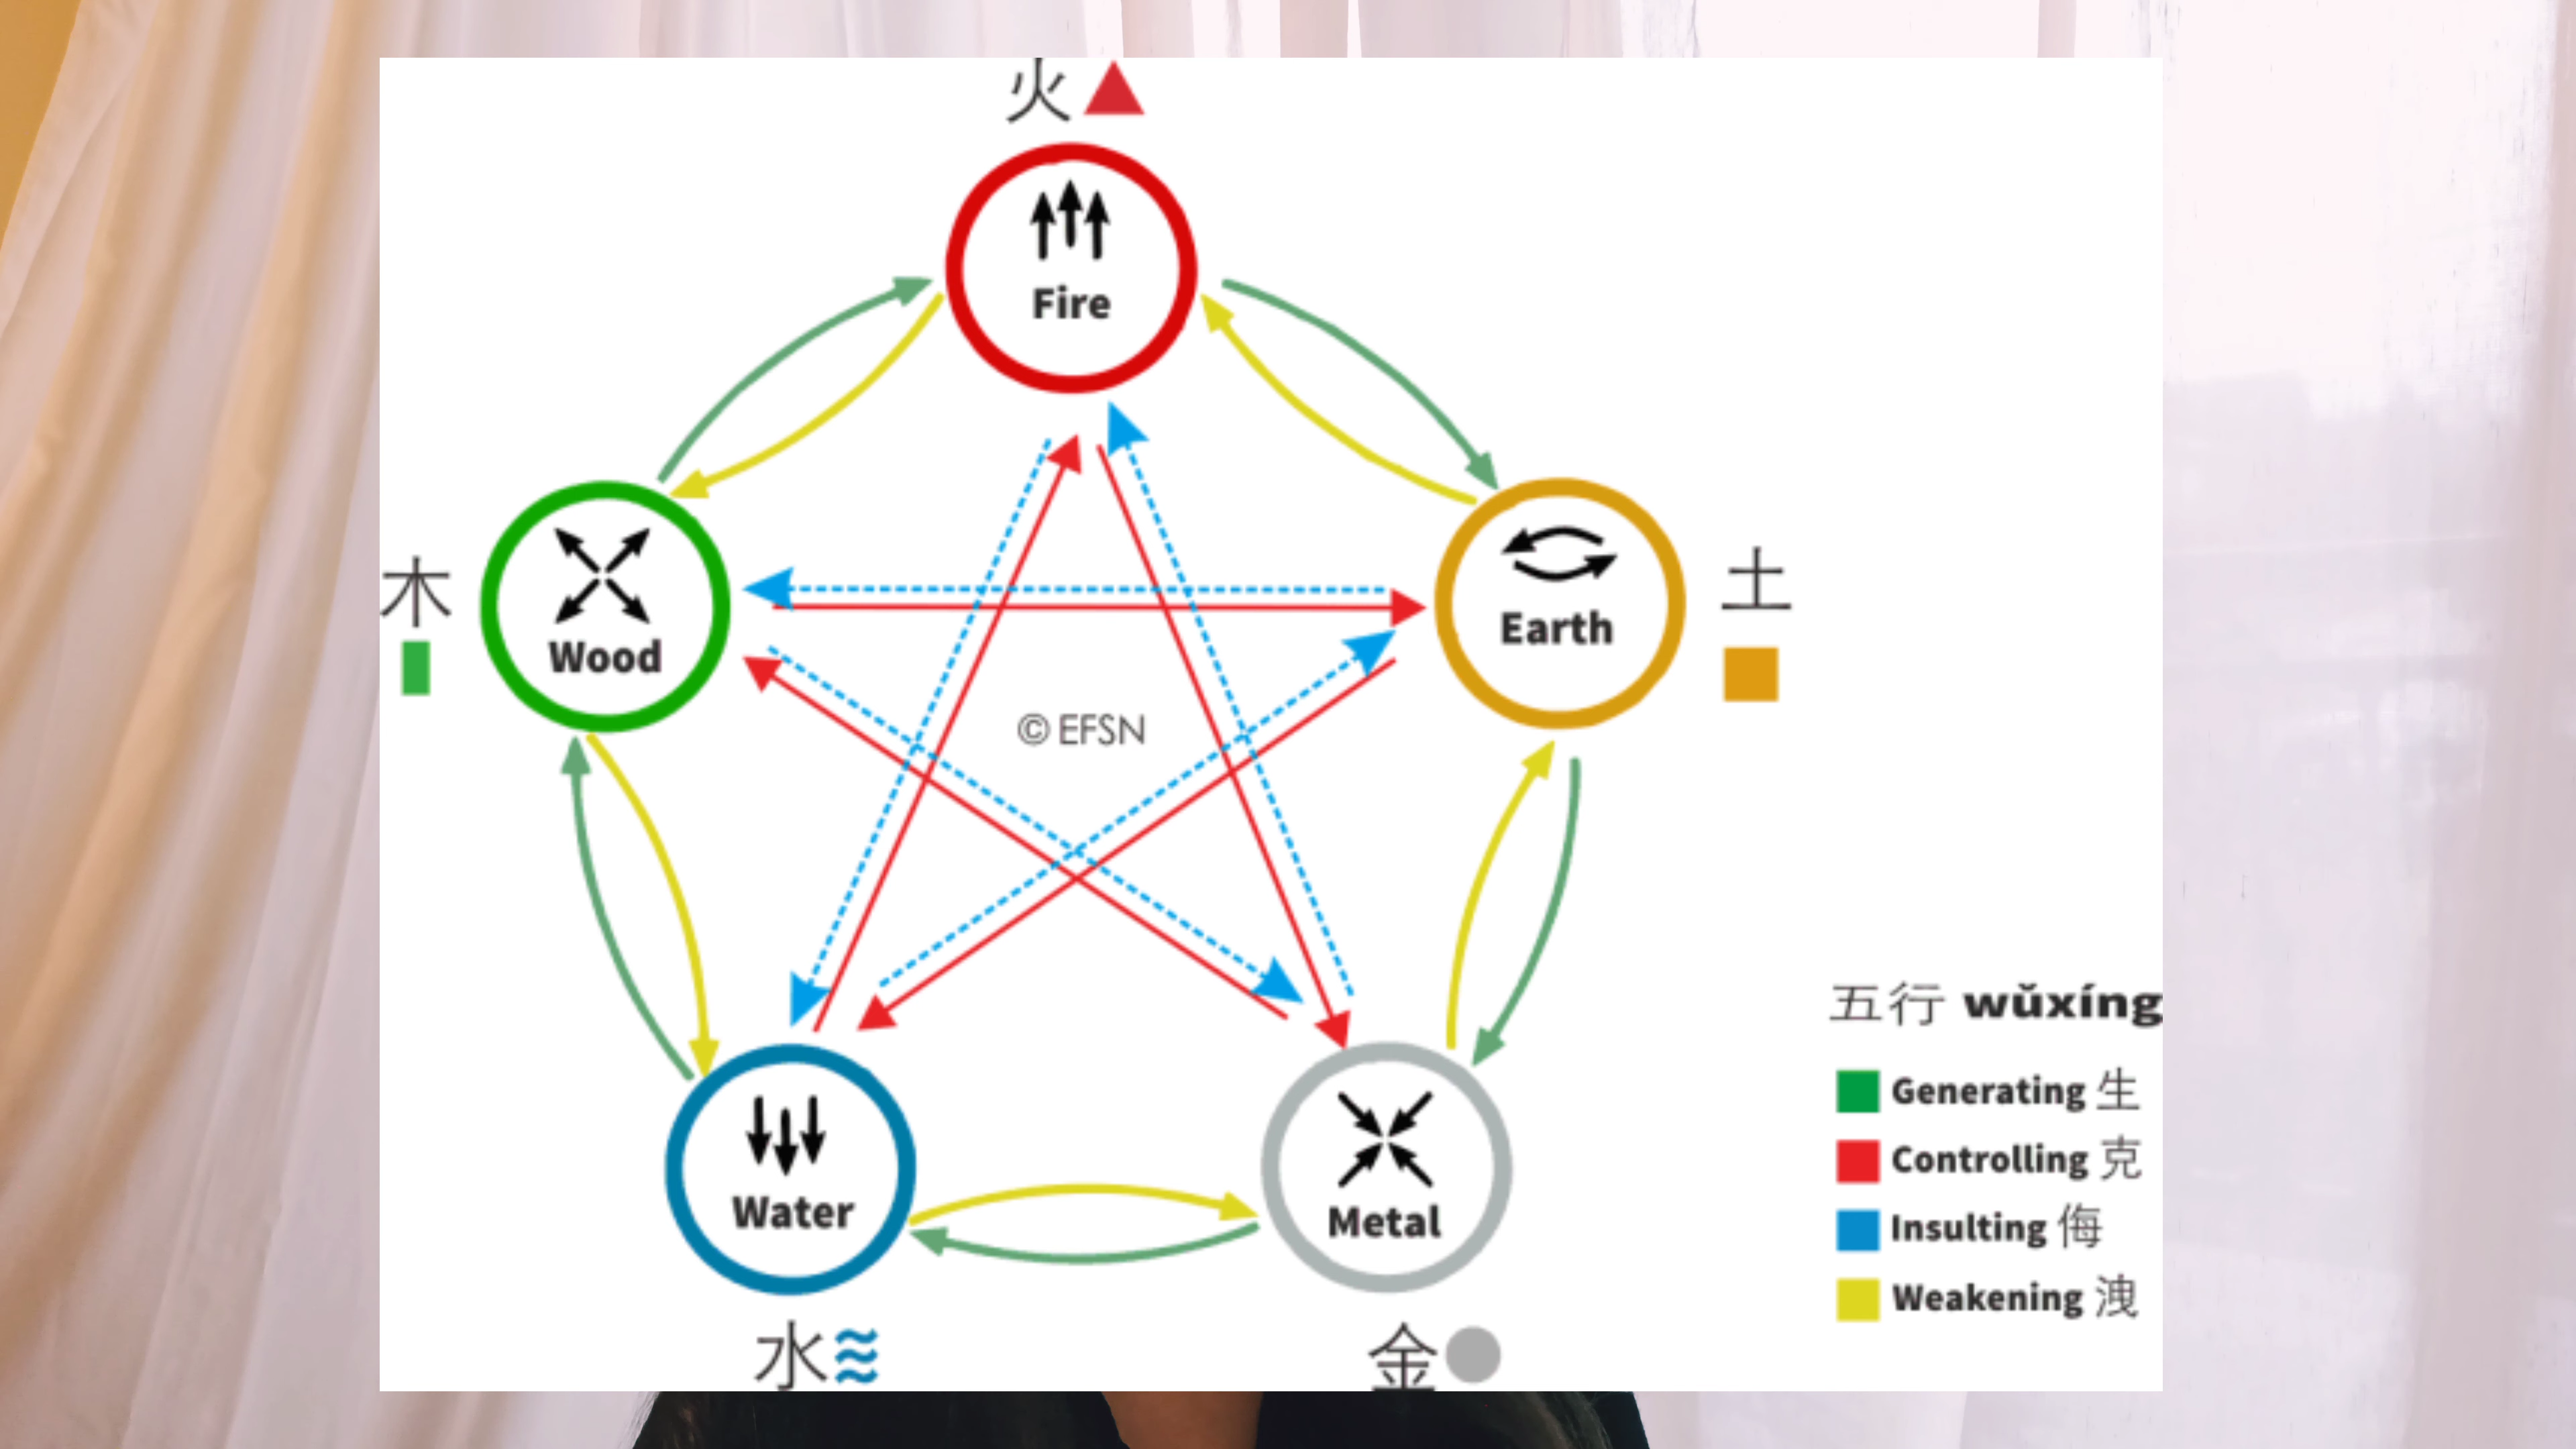 火
Fire
木
Wood
Earth
土
© EFSN
Water
Metal
水
金
五行 wǔxíng
Generating 生
Controlling 克
Insulting 侮
Weakening 洩